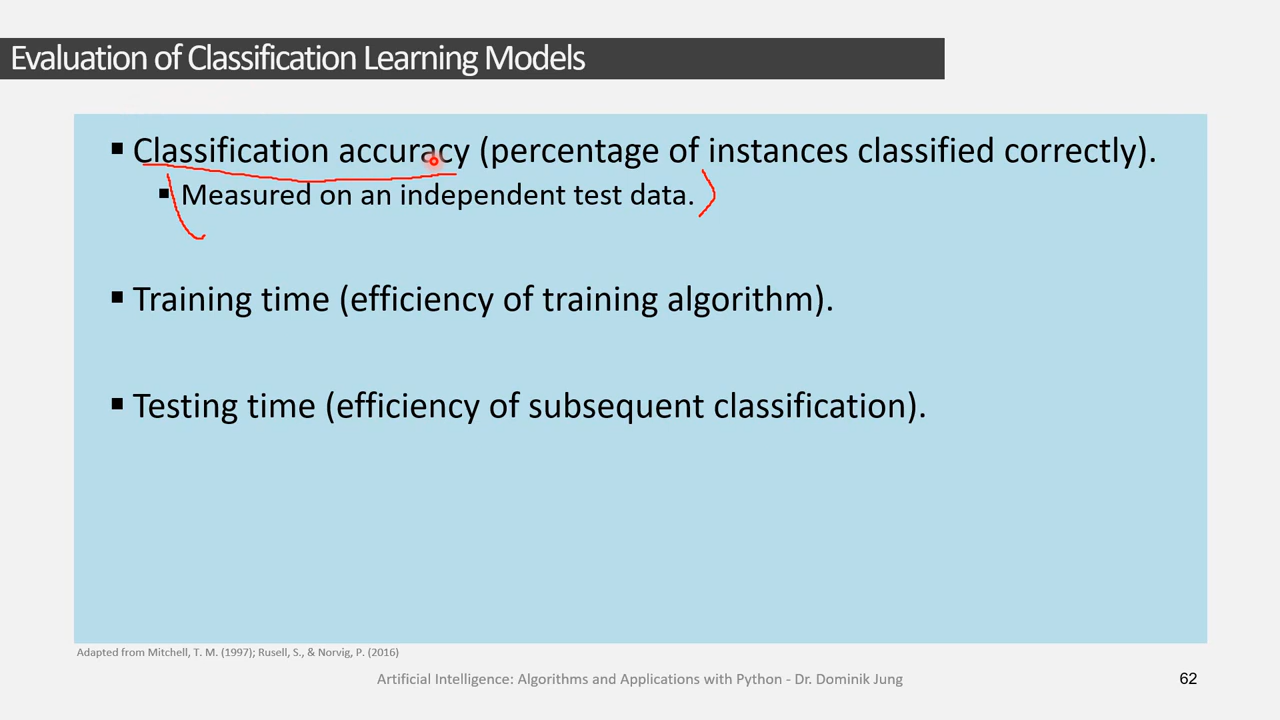 Evaluation of Classification Learning Models
▪ Classification accuracy (percentage of instances classified correctly).
▪ Measured on an independent test data.
▪ Training time (efficiency of training algorithm).
▪ Testing time (efficiency of subsequent classification).
Adapted from Mitchell, T. M. (1997); Rusell, S., & Norvig, P. (2016)
Artificial Intelligence: Algorithms and Applications with Python - Dr. Dominik Jung
62